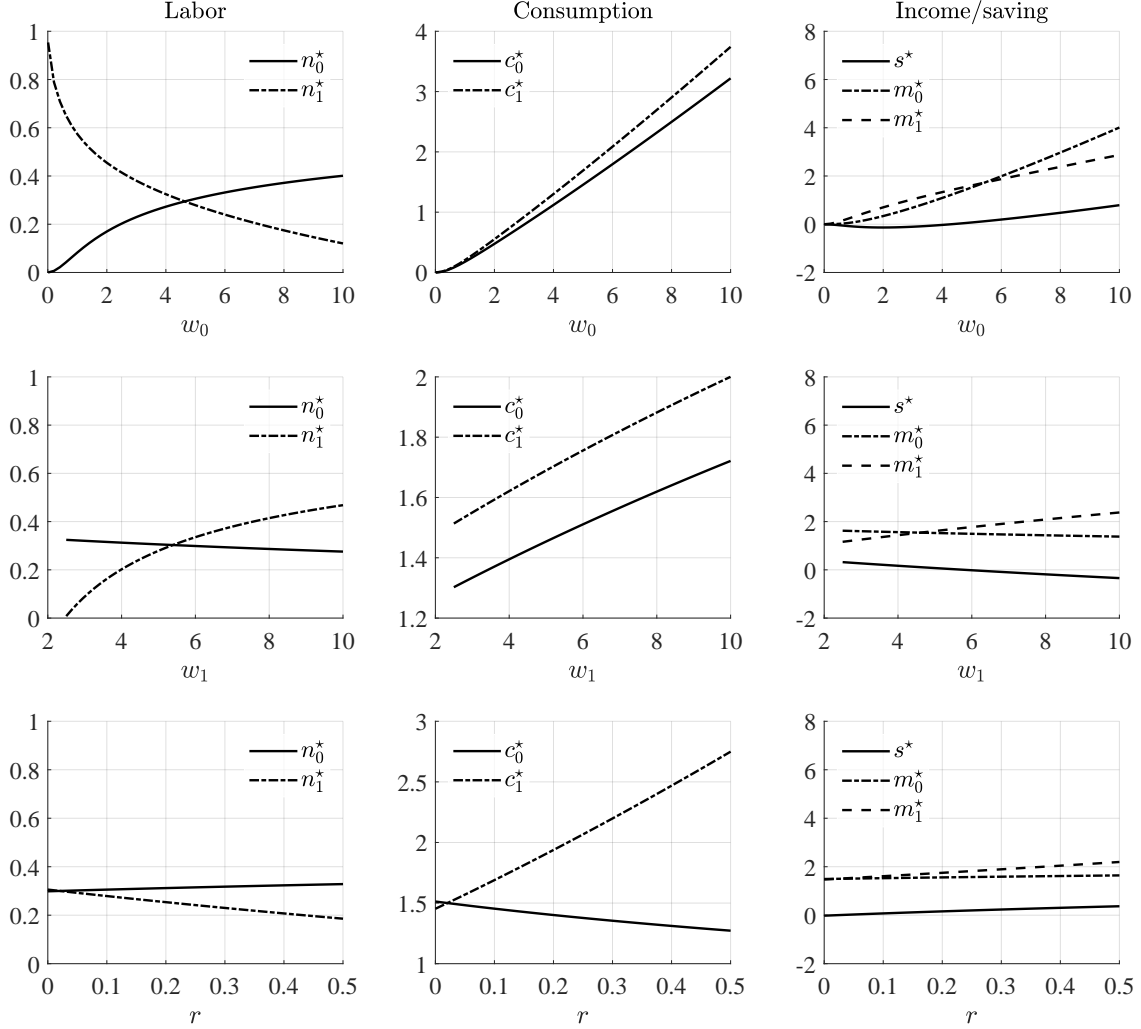 Labor
1
0.8
0.6
0.4
0.2
0
n₀⋆
n₁⋆
0 2 4 6 8 10
w₀
Consumption
4
3
2
1
0
c₀⋆
c₁⋆
0 2 4 6 8 10
w₀
Income/saving
8
6
4
2
0
-2
s⋆
m₀⋆
m₁⋆
0 2 4 6 8 10
w₀
1
0.8
0.6
0.4
0.2
0
n₀⋆
n₁⋆
2 4 6 8 10
w₁
2
1.8
1.6
1.4
1.2
c₀⋆
c₁⋆
2 4 6 8 10
w₁
8
6
4
2
0
-2
s⋆
m₀⋆
m₁⋆
2 4 6 8 10
w₁
1
0.8
0.6
0.4
0.2
0
n₀⋆
n₁⋆
0 0.1 0.2 0.3 0.4 0.5
r
3
2.5
2
1.5
1
c₀⋆
c₁⋆
0 0.1 0.2 0.3 0.4 0.5
r
8
6
4
2
0
-2
s⋆
m₀⋆
m₁⋆
0 0.1 0.2 0.3 0.4 0.5
r